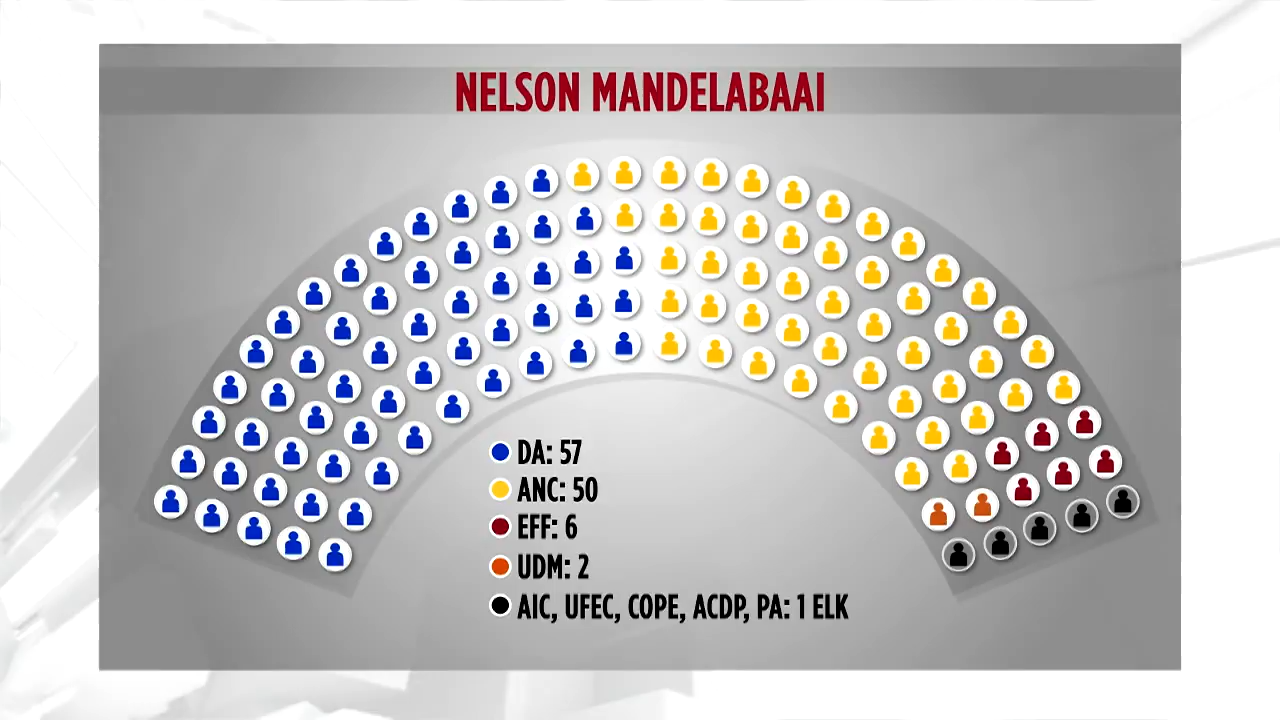 NELSON MANDELABAAI
DA: 57
ANC: 50
EFF: 6
UDM: 2
AIC, UFEC, COPE, ACDP, PA: 1 ELK